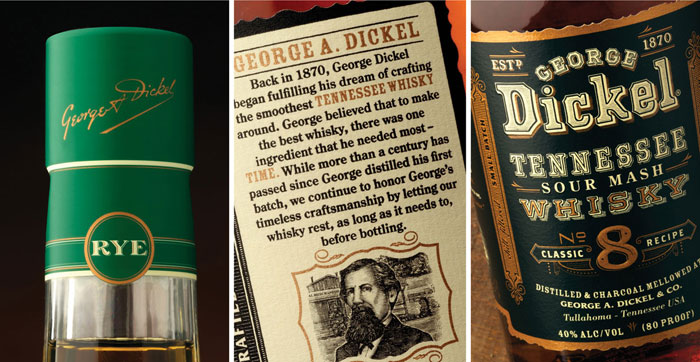 George A Dickel
RYE
GEORGE A. DICKEL
Back in 1870, George Dickel
began fulfilling his dream of crafting
the smoothest TENNESSEE WHISKY
around. George believed that to make
the best whisky, there was one
ingredient that he needed most –
TIME. While more than a century has
passed since George distilled his first
batch, we continue to honor George's
timeless craftsmanship by letting our
whisky rest, as long as it needs to,
before bottling.
CRAFTE
ESTD 1870
GEORGE
Dickel
SMALL BATCH
TENNESSEE
SOUR MASH
WHISKY
CLASSIC No 8 RECIPE
DISTILLED & CHARCOAL MELLOWED AT
GEORGE A. DICKEL & CO.
Tullahoma - Tennessee USA
40% ALC/VOL (80 PROOF)